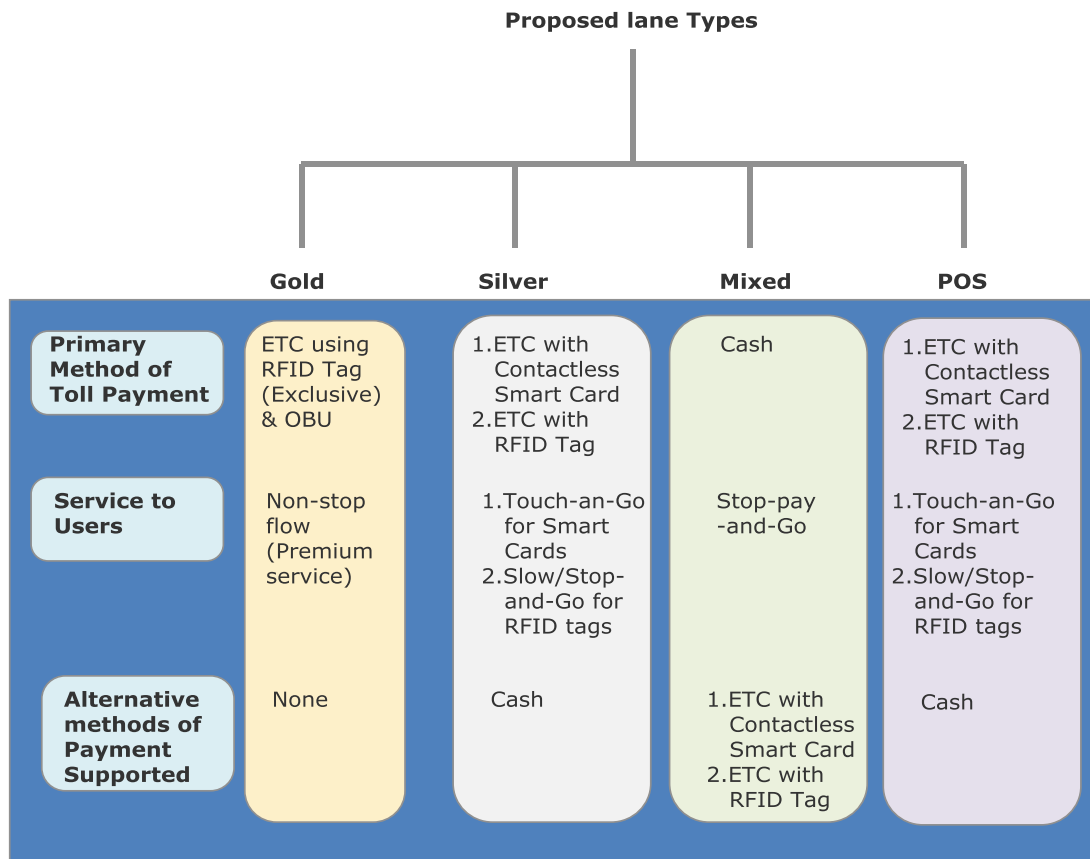 Proposed lane Types
Gold
Silver
Mixed
POS
Primary
Method of
Toll Payment
ETC using
RFID Tag
(Exclusive)
& OBU
1.ETC with
Contactless
Smart Card
2.ETC with
RFID Tag
Cash
1.ETC with
Contactless
Smart Card
2.ETC with
RFID Tag
Service to
Users
Non-stop
flow
(Premium
service)
1.Touch-an-Go
for Smart
Cards
2.Slow/Stop-
and-Go for
RFID tags
Stop-pay
-and-Go
1.Touch-an-Go
for Smart
Cards
2.Slow/Stop-
and-Go for
RFID tags
Alternative
methods of
Payment
Supported
None
Cash
1.ETC with
Contactless
Smart Card
2.ETC with
RFID Tag
Cash